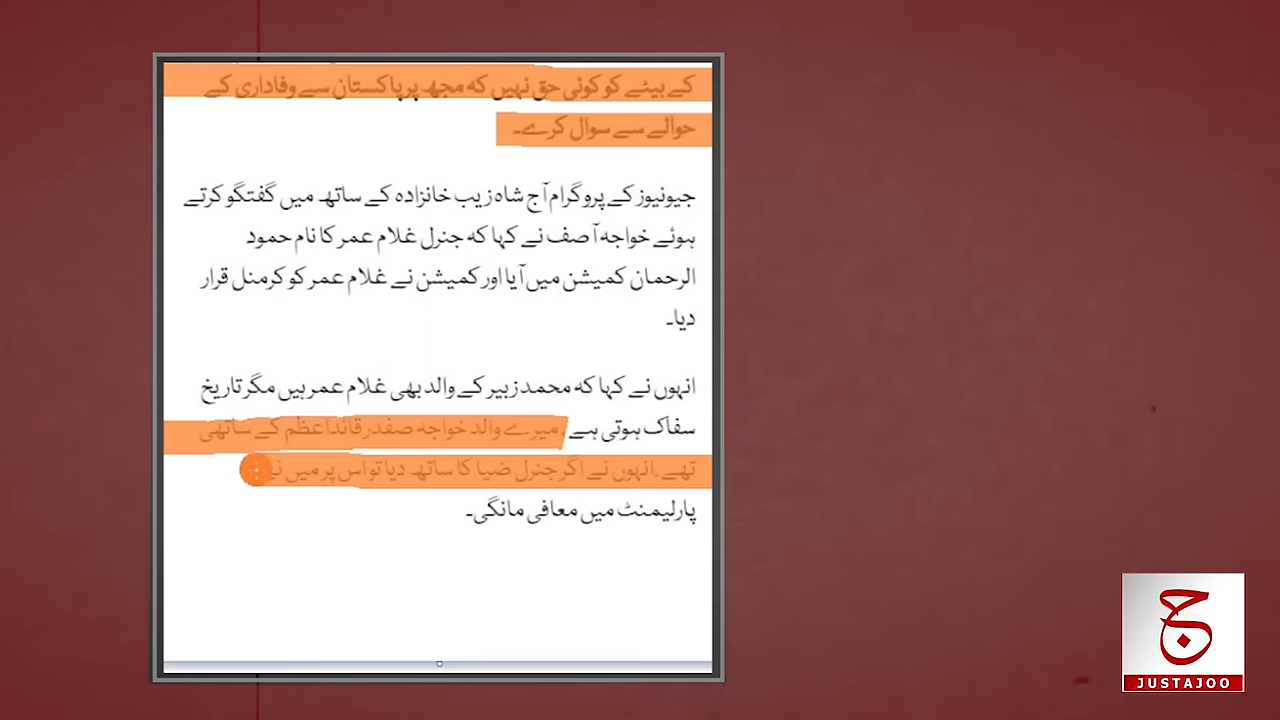 کے بیٹے کو کوئی حق نہیں کہ مجھ پر پاکستان سے وفاداری کے
حوالے سے سوال کرے۔
جیونیوز کے پروگرام آج شاہ زیب خانزادہ کے ساتھ میں گفتگو کرتے
ہوئے خواجہ آصف نے کہا کہ جنرل غلام عمر کا نام حمود
الرحمان کمیشن میں آیا اور کمیشن نے غلام عمر کو کرمنل قرار
دیا۔
انہوں نے کہا کہ محمد زبیر کے والد بھی غلام عمر ہیں مگر تاریخ
سفاک ہوتی ہے ،میرے والد خواجہ صفدر قائداعظم کے ساتھی
تھے ،انہوں نے اگر جنرل ضیا کا ساتھ دیا تو اس پر میں نے
پارلیمنٹ میں معافی مانگی۔
ج
JUSTAJOO